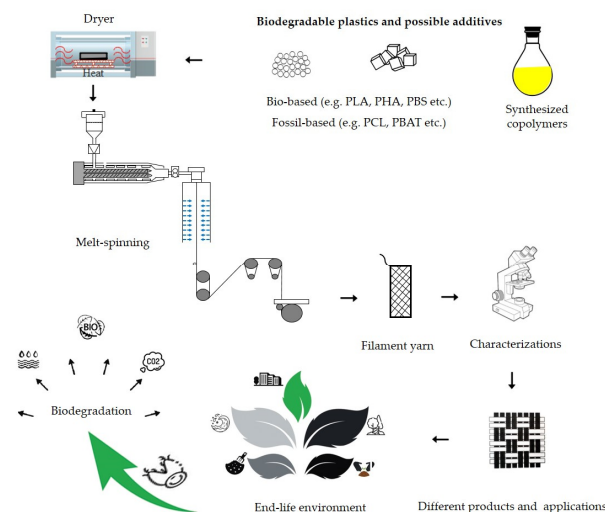 Dryer
Biodegradable plastics and possible additives
Heat
Bio-based (e.g. PLA, PHA, PBS etc.)
Fossil-based (e.g. PCL, PBAT etc.)
Synthesized
copolymers
Melt-spinning
Filament yarn
Characterizations
BIO
CO2
Biodegradation
End-life environment
Different products and applications